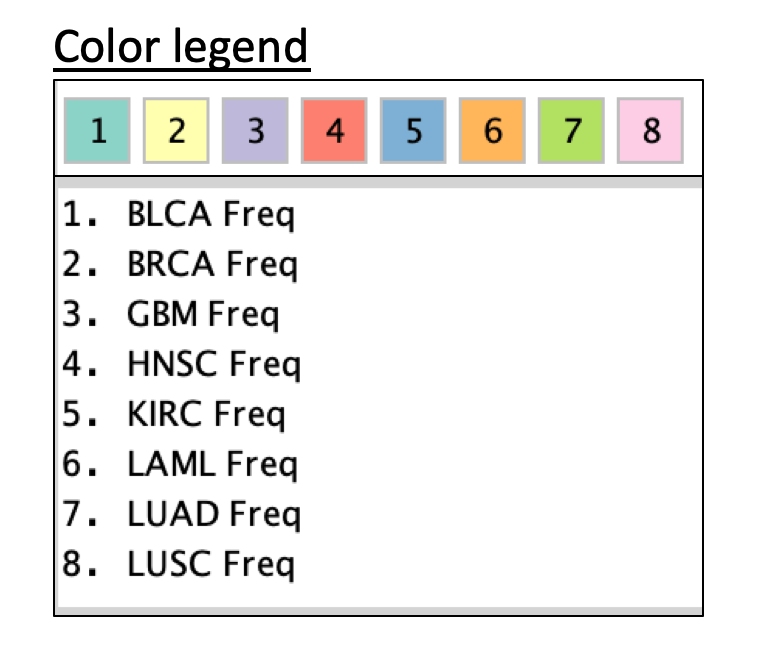 Color legend
1 2 3 4 5 6 7 8
1. BLCA Freq
2. BRCA Freq
3. GBM Freq
4. HNSC Freq
5. KIRC Freq
6. LAML Freq
7. LUAD Freq
8. LUSC Freq